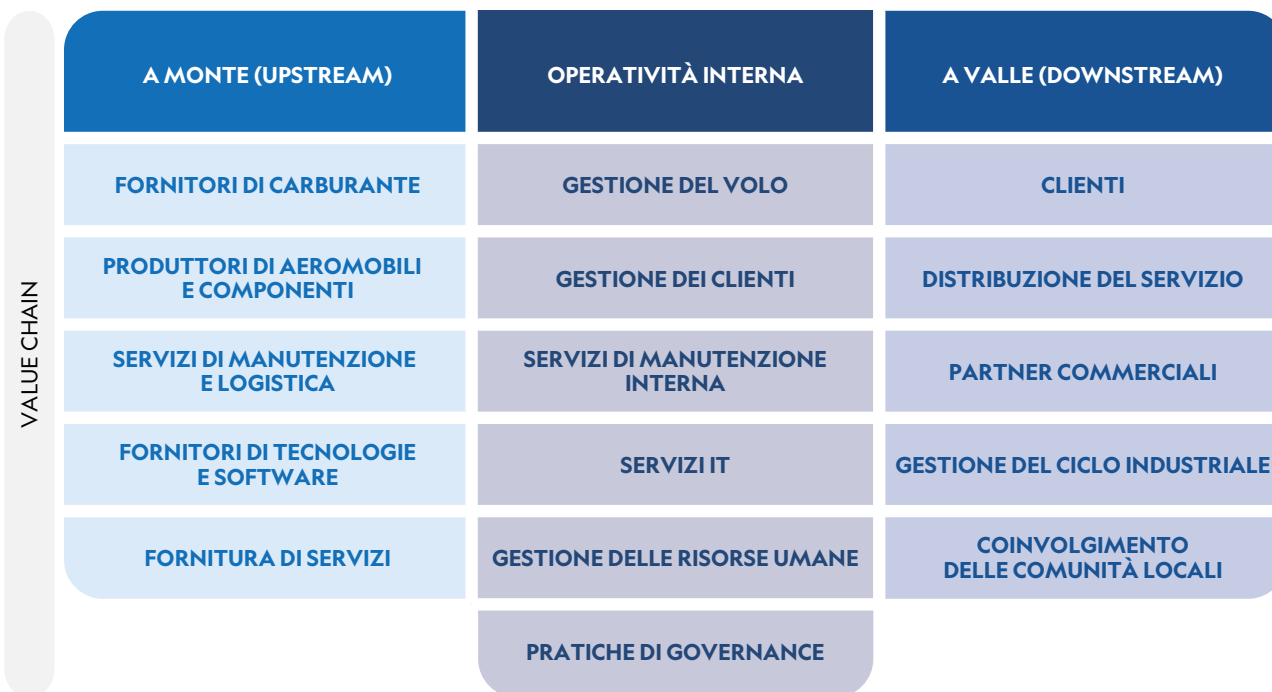 VALUE CHAIN
A MONTE (UPSTREAM)
OPERATIVITÀ INTERNA
A VALLE (DOWNSTREAM)
FORNITORI DI CARBURANTE
GESTIONE DEL VOLO
CLIENTI
PRODUTTORI DI AEROMOBILI
E COMPONENTI
GESTIONE DEI CLIENTI
DISTRIBUZIONE DEL SERVIZIO
SERVIZI DI MANUTENZIONE
E LOGISTICA
SERVIZI DI MANUTENZIONE
INTERNA
PARTNER COMMERCIALI
FORNITORI DI TECNOLOGIE
E SOFTWARE
SERVIZI IT
GESTIONE DEL CICLO INDUSTRIALE
FORNITURA DI SERVIZI
GESTIONE DELLE RISORSE UMANE
COINVOLGIMENTO
DELLE COMUNITÀ LOCALI
PRATICHE DI GOVERNANCE